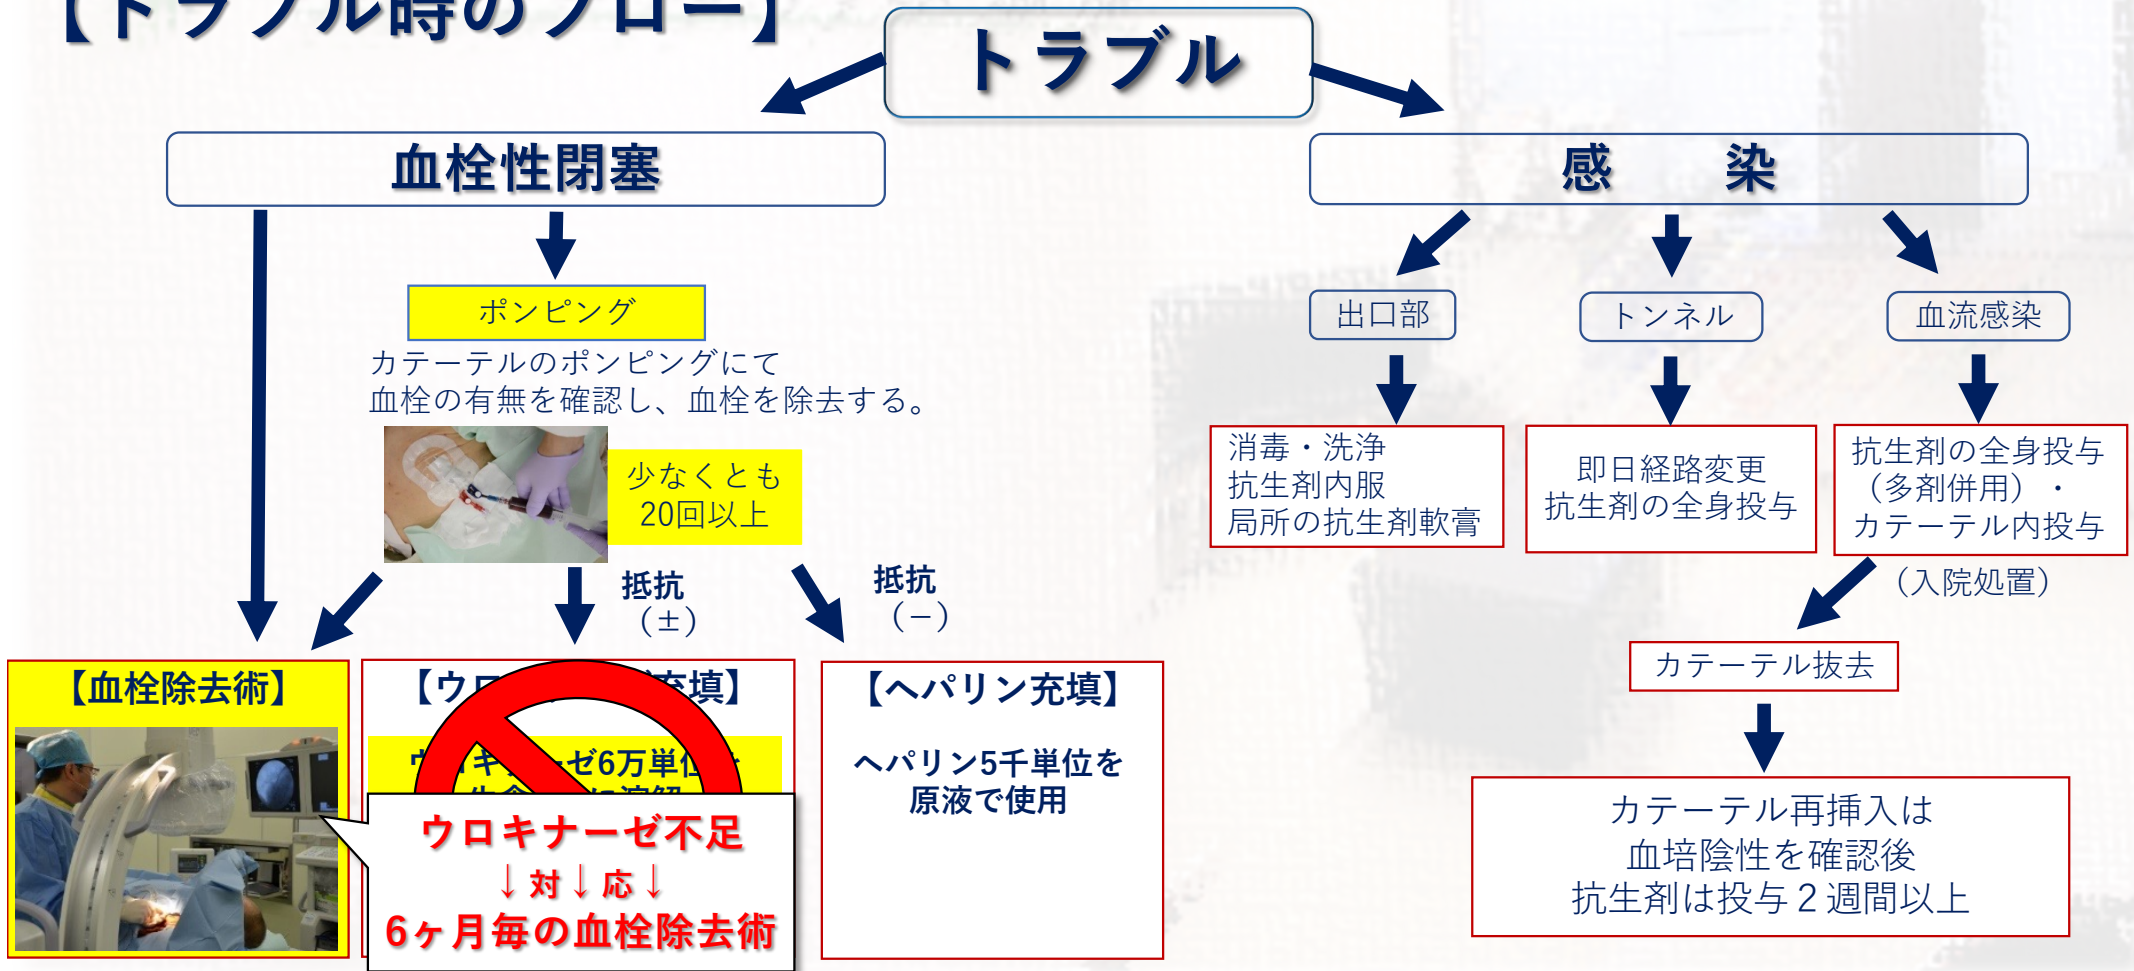 【トラブル時のフロー】
トラブル
血栓性閉塞
感　染
ポンピング
カテーテルのポンピングにて
血栓の有無を確認し、血栓を除去する。
少なくとも
20回以上
抵抗
（±）
抵抗
（－）
【血栓除去術】
【ウロ
充填】
ウロキナーゼ6万単位を
【ヘパリン充填】
ヘパリン5千単位を
原液で使用
ウロキナーゼ不足
↓対↓応↓
6ヶ月毎の血栓除去術
出口部
トンネル
血流感染
消毒・洗浄
抗生剤内服
局所の抗生剤軟膏
即日経路変更
抗生剤の全身投与
抗生剤の全身投与
（多剤併用）・
カテーテル内投与
（入院処置）
カテーテル抜去
カテーテル再挿入は
血培陰性を確認後
抗生剤は投与２週間以上